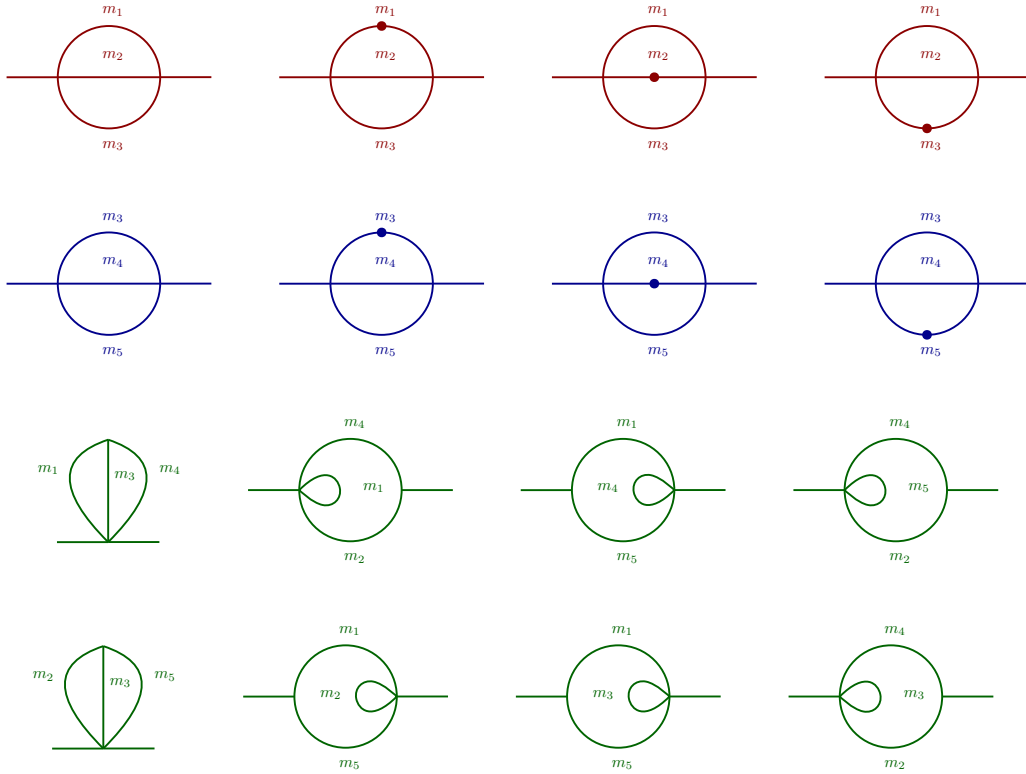 m₁ m₁ m₁ m₁
m₂ m₂ m₂ m₂
m₃ m₃ m₃ m₃
m₃ m₃ m₃ m₃
m₄ m₄ m₄ m₄
m₅ m₅ m₅ m₅
m₄ m₁ m₄
m₁ m₃ m₄ m₁ m₄ m₅
m₂ m₅ m₂
m₁ m₁ m₄
m₂ m₃ m₅ m₂ m₃ m₃
m₅ m₅ m₂